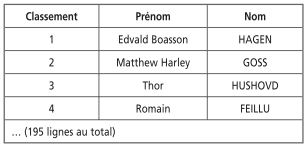 Classement Prénom Nom
1 Edvald Boasson HAGEN
2 Matthew Harley GOSS
3 Thor HUSHOVD
4 Romain FEILLU
... (195 lignes au total)